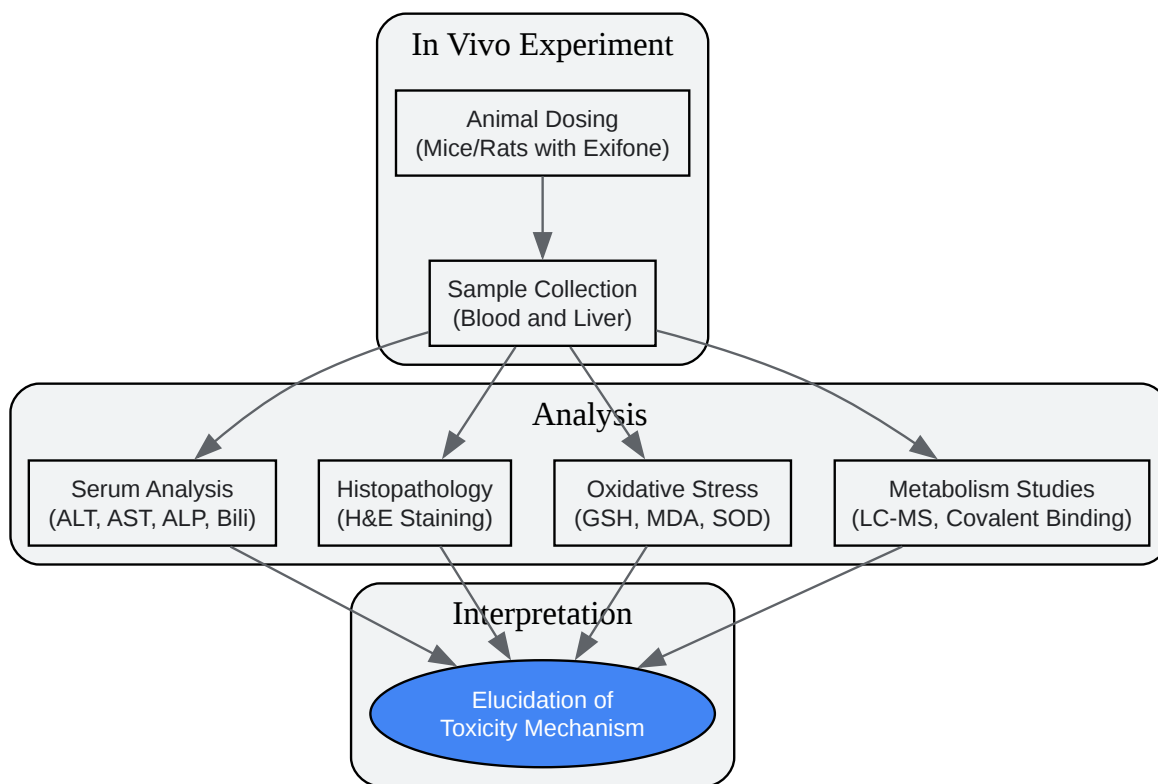 In Vivo Experiment
Animal Dosing
(Mice/Rats with Exifone)
Sample Collection
(Blood and Liver)
Analysis
Serum Analysis
(ALT, AST, ALP, Bili)
Histopathology
(H&E Staining)
Oxidative Stress
(GSH, MDA, SOD)
Metabolism Studies
(LC-MS, Covalent Binding)
Interpretation
Elucidation of
Toxicity Mechanism